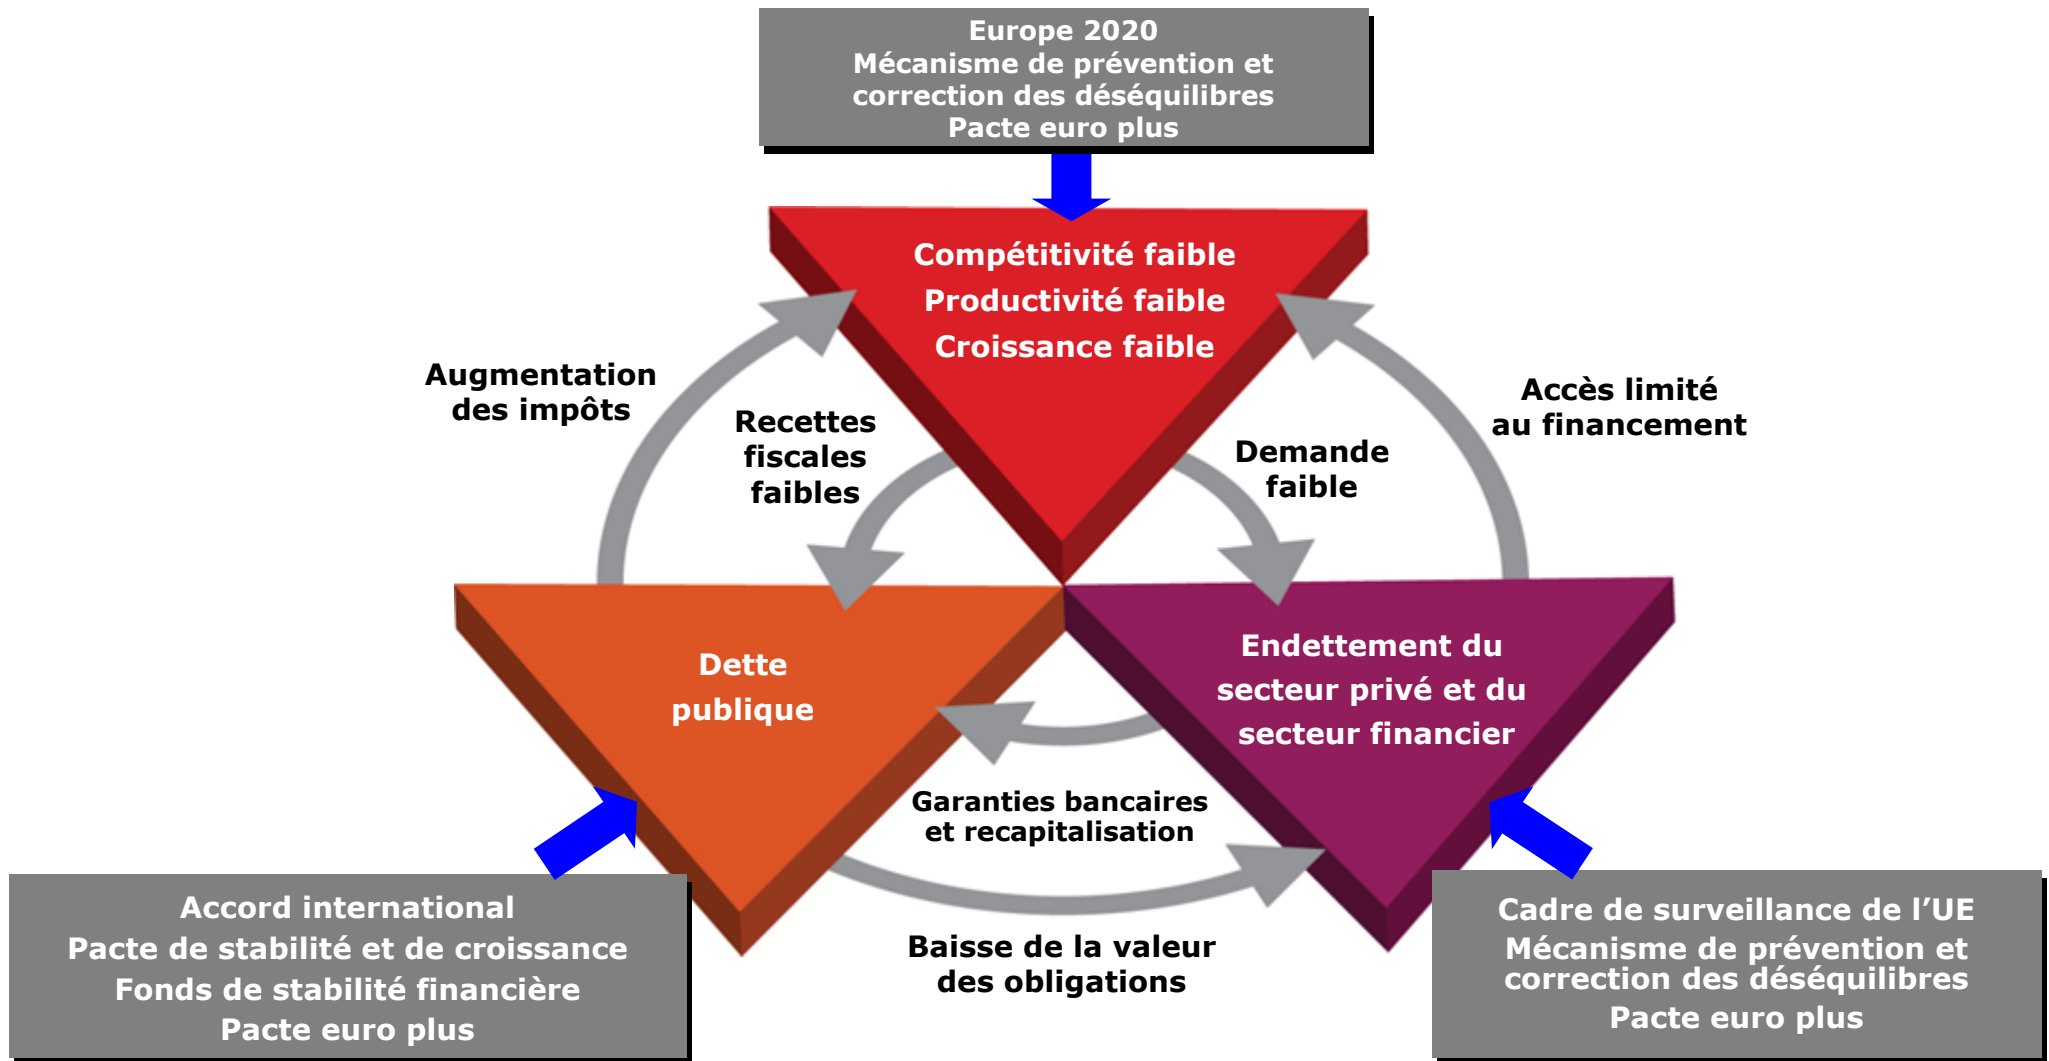 Europe 2020
Mécanisme de prévention et
correction des déséquilibres
Pacte euro plus
Compétitivité faible
Productivité faible
Croissance faible
Augmentation
des impôts
Recettes
fiscales
faibles
Demande
faible
Accès limité
au financement
Dette
publique
Endettement du
secteur privé et du
secteur financier
Garanties bancaires
et recapitalisation
Baisse de la valeur
des obligations
Accord international
Pacte de stabilité et de croissance
Fonds de stabilité financière
Pacte euro plus
Cadre de surveillance de l’UE
Mécanisme de prévention et
correction des déséquilibres
Pacte euro plus